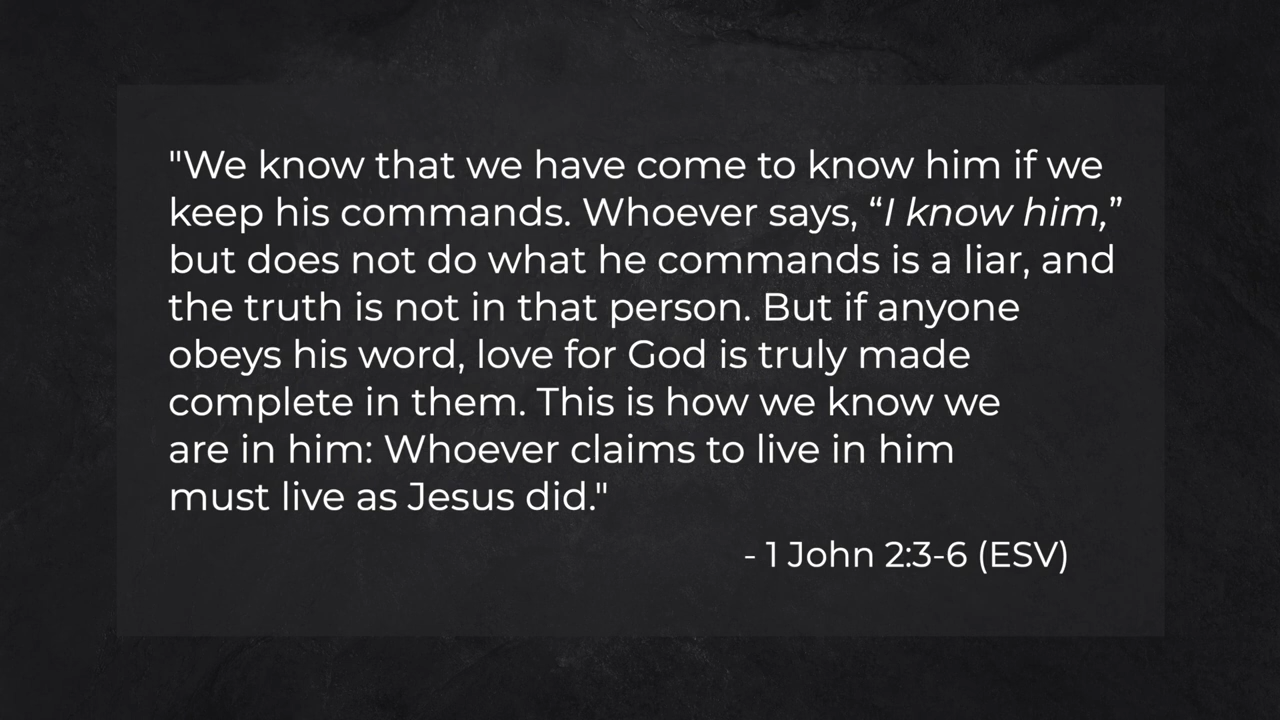 "We know that we have come to know him if we
keep his commands. Whoever says, “I know him,”
but does not do what he commands is a liar, and
the truth is not in that person. But if anyone
obeys his word, love for God is truly made
complete in them. This is how we know we
are in him: Whoever claims to live in him
must live as Jesus did."
- 1 John 2:3-6 (ESV)